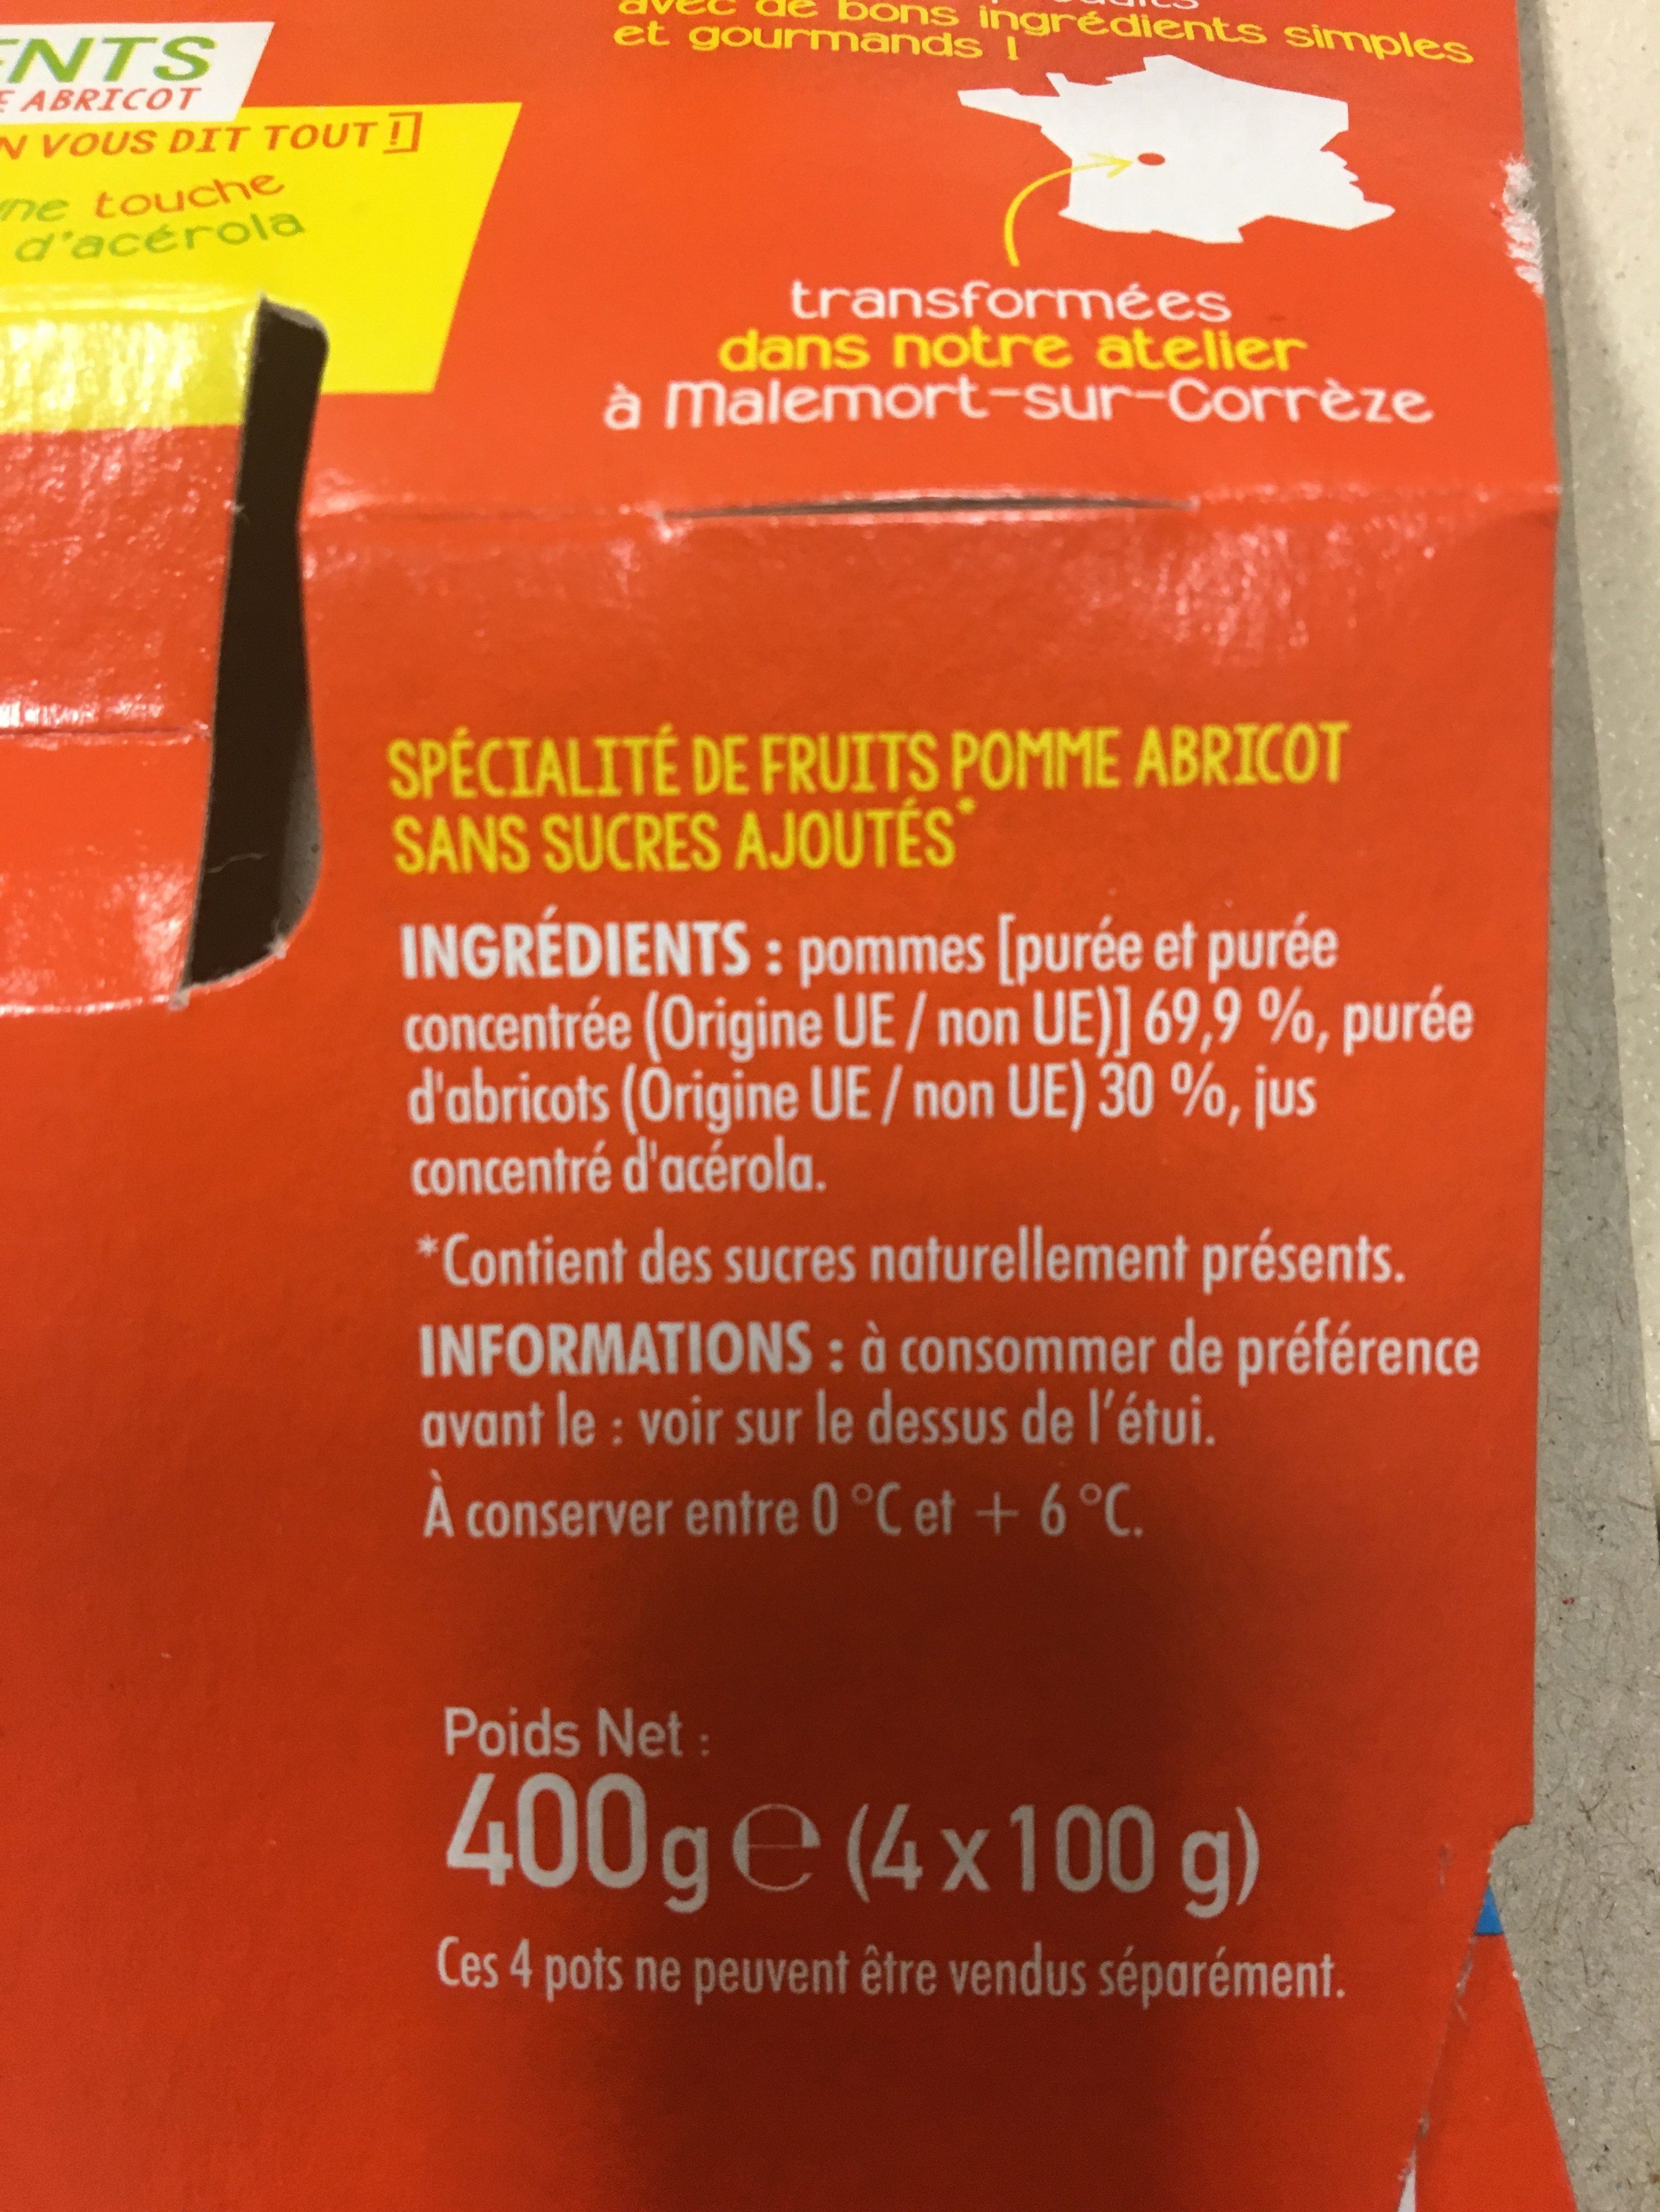 ABRICOT
VOUS DIT TOUT !
touche
d'acérola
avec de bons ingrédients simples
et gourmands !
transformées
dans notre atelier
à Malemort-sur-Corrèze
SPÉCIALITÉ DE FRUITS POMME ABRICOT
SANS SUCRES AJOUTÉS*
INGRÉDIENTS : pommes [purée et purée
concentrée (Origine UE / non UE)] 69,9 %, purée
d'abricots (Origine UE / non UE) 30 %, jus
concentré d'acérola.
*Contient des sucres naturellement présents.
INFORMATIONS : à consommer de préférence
avant le : voir sur le dessus de l'étui.
À conserver entre 0 °C et + 6 °C.
Poids Net :
400g e (4 x 100 g)
Ces 4 pots ne peuvent être vendus séparément.